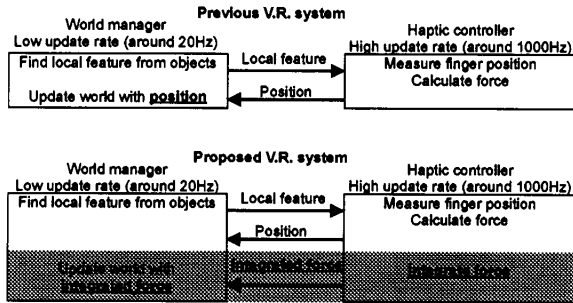 Previous V.R. system
World manager
Low update rate (around 20Hz)
Haptic controller
High update rate (around 1000Hz)
Find local feature from objects
Local feature
Measure finger position
Calculate force
Update world with position
Position
Proposed V.R. system
World manager
Low update rate (around 20Hz)
Haptic controller
High update rate (around 1000Hz)
Find local feature from objects
Local feature
Measure finger position
Calculate force
Position
Update world with
integrated force
Integrated force
Integrate force